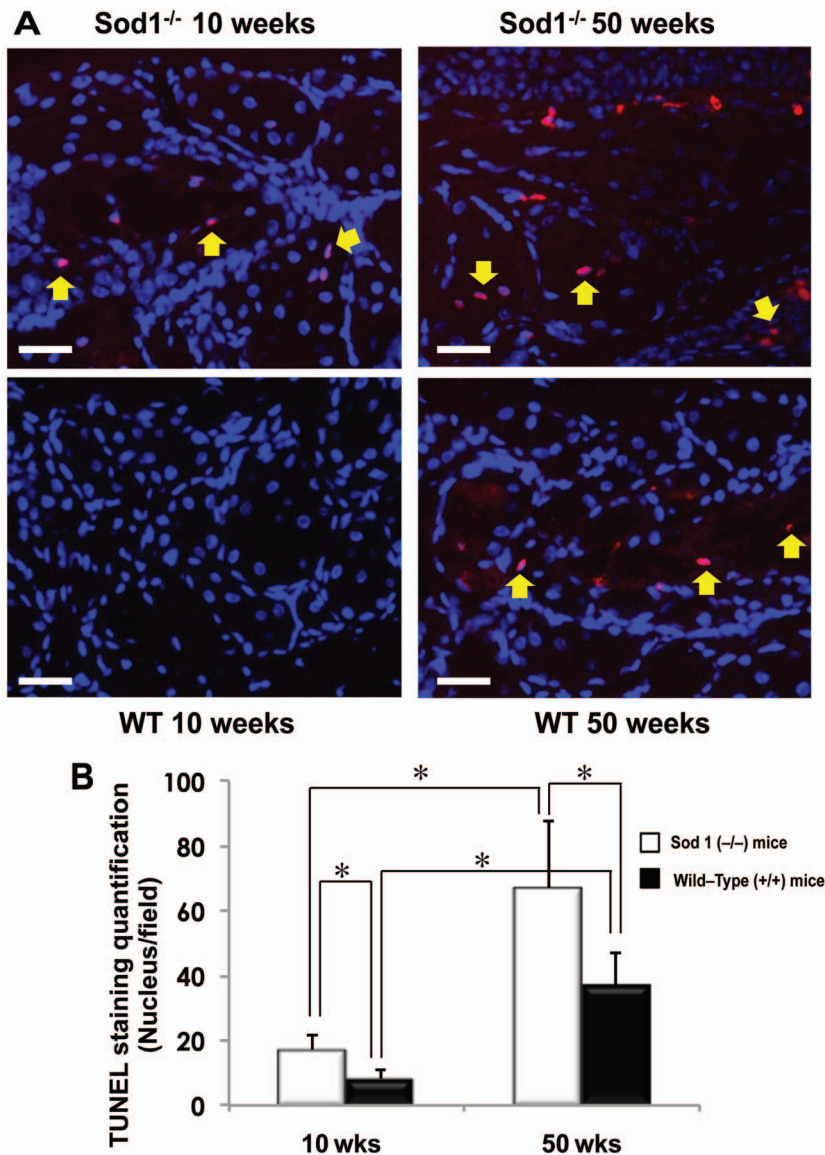 A
Sod1-/- 10 weeks
Sod1-/- 50 weeks
WT 10 weeks
WT 50 weeks
B
TUNEL staining quantification
(Nucleus/field)
100
80
60
40
20
0
*
*
*
*
Sod 1 (–/–) mice
Wild–Type (+/+) mice
10 wks
50 wks